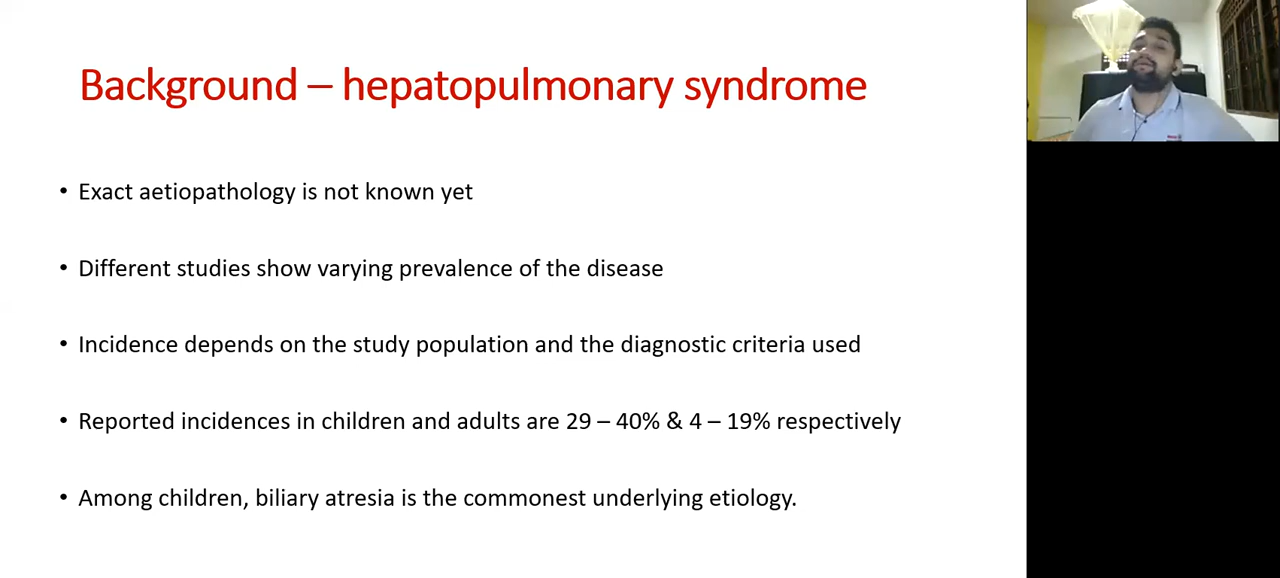 Background – hepatopulmonary syndrome
• Exact aetiopathology is not known yet
• Different studies show varying prevalence of the disease
• Incidence depends on the study population and the diagnostic criteria used
• Reported incidences in children and adults are 29 – 40% & 4 – 19% respectively
• Among children, biliary atresia is the commonest underlying etiology.